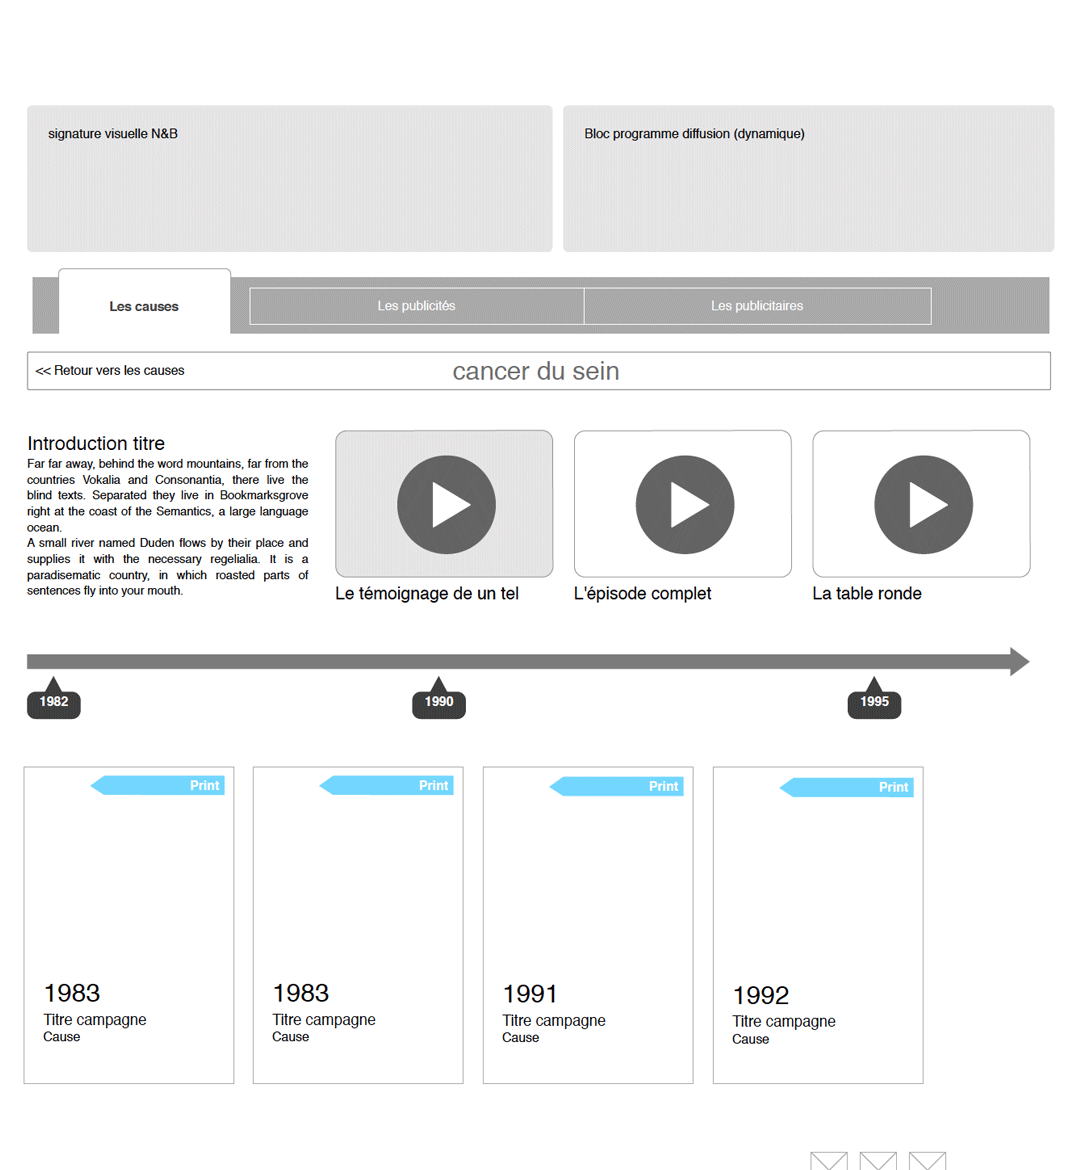 signature visuelle N&B
Bloc programme diffusion (dynamique)
Les causes
Les publicités
Les publicitaires
<< Retour vers les causes
cancer du sein
Introduction titre
Far far away, behind the word mountains, far from the
countries Vokalia and Consonantia, there live the
blind texts. Separated they live in Bookmarksgrove
right at the coast of the Semantics, a large language
ocean.
A small river named Duden flows by their place and
supplies it with the necessary regelialia. It is a
paradisematic country, in which roasted parts of
sentences fly into your mouth.
Le témoignage de un tel
L'épisode complet
La table ronde
1982
1990
1995
Print
1983
Titre campagne
Cause
Print
1983
Titre campagne
Cause
Print
1991
Titre campagne
Cause
Print
1992
Titre campagne
Cause